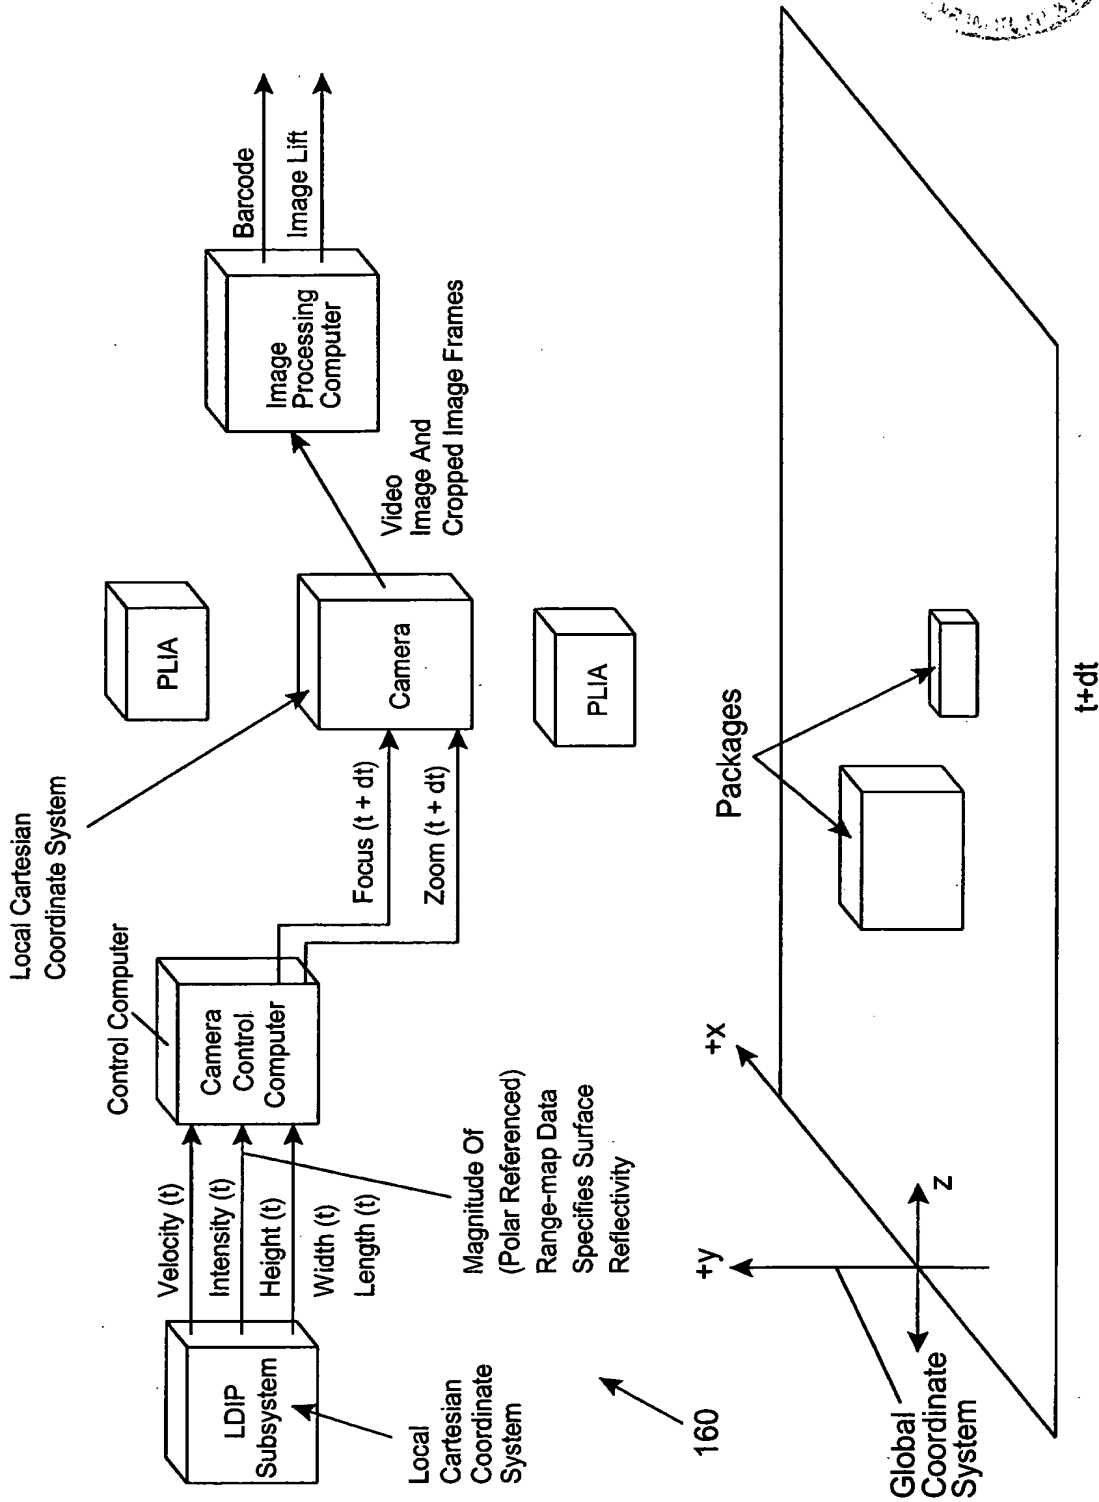 Local Cartesian
Coordinate System
Control Computer
LDIP
Subsystem
Local
Cartesian
Coordinate
System
Velocity (t)
Intensity (t)
Height (t)
Width (t)
Length (t)
Magnitude Of
(Polar Referenced)
Range-map Data
Specifies Surface
Reflectivity
Camera
Control
Computer
Focus (t + dt)
Zoom (t + dt)
PLIA
Camera
PLIA
Video
Image And
Cropped Image Frames
Image
Processing
Computer
Barcode
Image Lift
160
Global
Coordinate
System
+y
+x
z
Packages
t+dt